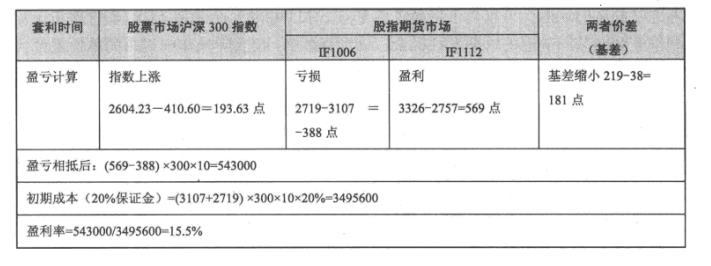 套利时间 股票市场沪深 300 指数 股指期货市场 两者价差
IF1006 IF1112 (基差)
盈亏计算 指数上涨 亏损 盈利 基差缩小 219-38=
2604.23－410.60＝193.63 点 2719-3107 = 3326-2757=569 点 181 点
-388 点
盈亏相抵后：(569-388) ×300×10=543000
初期成本（20%保证金）=(3107+2719) ×300×10×20%=3495600
盈利率=543000/3495600=15.5%